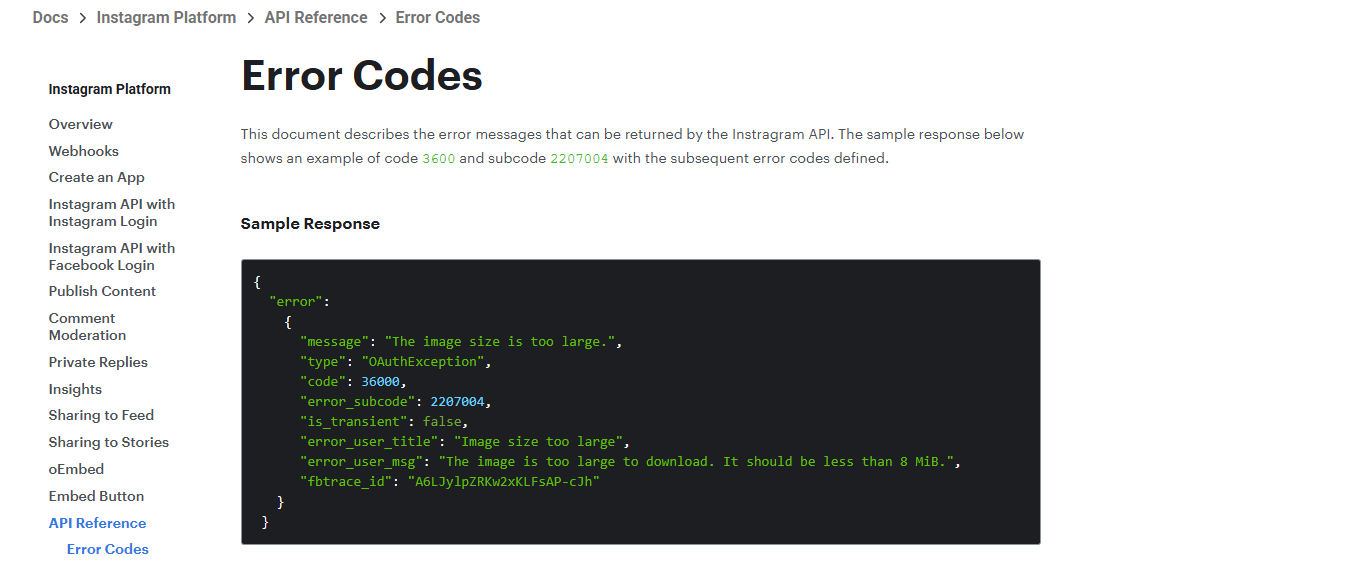 Docs > Instagram Platform > API Reference > Error Codes
Instagram Platform
Overview
Webhooks
Create an App
Instagram API with
Instagram Login
Instagram API with
Facebook Login
Publish Content
Comment
Moderation
Private Replies
Insights
Sharing to Feed
Sharing to Stories
oEmbed
Embed Button
API Reference
Error Codes
Error Codes
This document describes the error messages that can be returned by the Instragram API. The sample response below
shows an example of code 3600 and subcode 2207004 with the subsequent error codes defined.
Sample Response
{
"error":
{
"message": "The image size is too large.",
"type": "OAuthException",
"code": 36000,
"error_subcode": 2207004,
"is_transient": false,
"error_user_title": "Image size too large",
"error_user_msg": "The image is too large to download. It should be less than 8 MiB.",
"fbtrace_id": "A6LJylpZRKw2xKLFsAP-cJh"
}
}